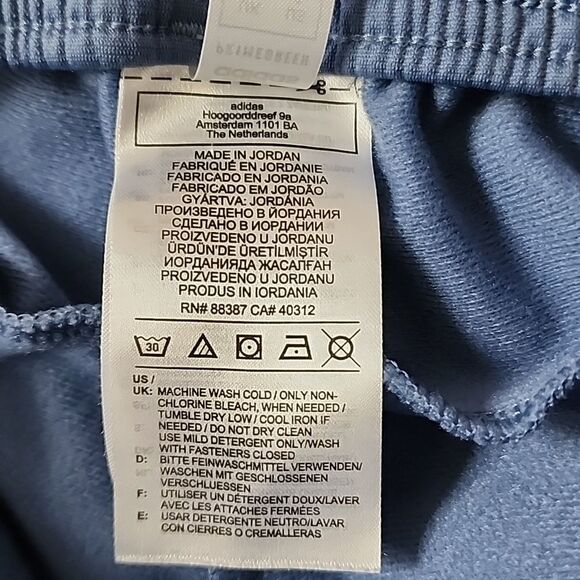 UK
US
PRIMEGREEN
adidas
adidas
Hoogoorddreef 9a
Amsterdam 1101 BA
The Netherlands
MADE IN JORDAN
FABRIQUÉ EN JORDANIE
FABRICADO EN JORDANIA
FABRICADO EM JORDÃO
GYÁRTVA: JORDÁNIA
ПРОИЗВЕДЕНО В ЙОРДАНИЯ
СДЕЛАНО В ИОРДАНИИ
PROIZVEDENO U JORDANU
ÜRDÜN'DE ÜRETİLMİŞTİR
ИОРДАНИЯДА ЖАСАЛҒАН
PROIZVEDENO U JORDANU
PRODUS IN IORDANIA
RN# 88387 CA# 40312
30
US /
UK: MACHINE WASH COLD / ONLY NON-
CHLORINE BLEACH, WHEN NEEDED /
TUMBLE DRY LOW / COOL IRON IF
NEEDED / DO NOT DRY CLEAN
USE MILD DETERGENT ONLY/WASH
WITH FASTENERS CLOSED
D: BITTE FEINWASCHMITTEL VERWENDEN/
WASCHEN MIT GESCHLOSSENEN
VERSCHLUESSEN
F: UTILISER UN DÉTERGENT DOUX/LAVER
AVEC LES ATTACHES FERMÉES
E: USAR DETERGENTE NEUTRO/LAVAR
CON CIERRES O CREMALLERAS